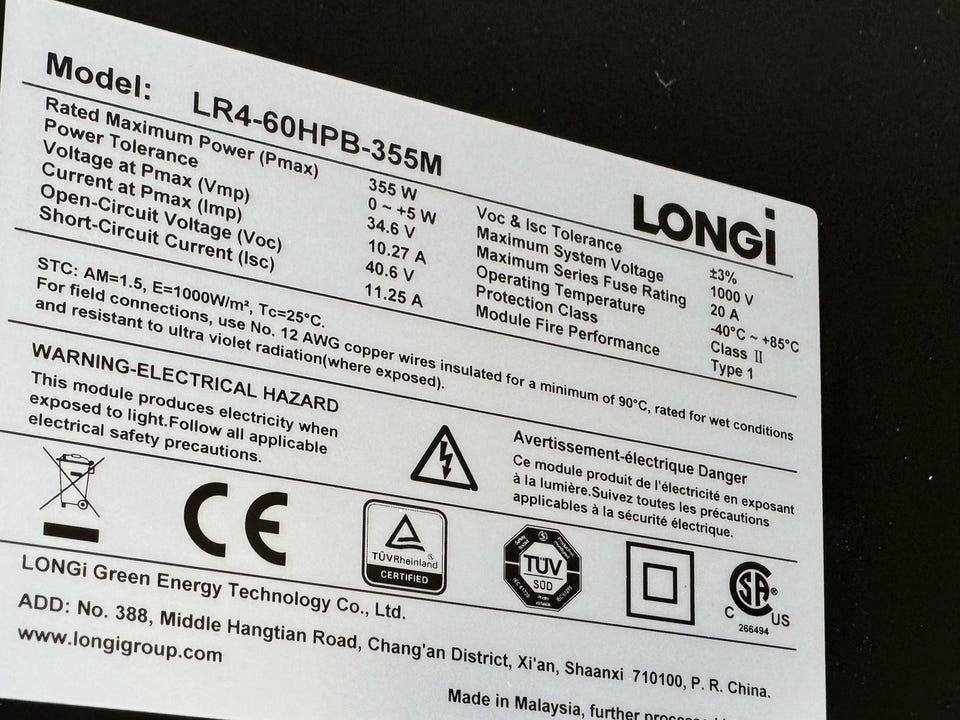 Model: LR4-60HPB-355M
LONGi
Rated Maximum Power (Pmax) 355 W
Power Tolerance 0 ~ +5 W
Voltage at Pmax (Vmp) 34.6 V
Current at Pmax (Imp) 10.27 A
Open-Circuit Voltage (Voc) 40.6 V
Short-Circuit Current (Isc) 11.25 A
Voc & Isc Tolerance ±3%
Maximum System Voltage 1000 V
Maximum Series Fuse Rating 20 A
Operating Temperature -40°C ~ +85°C
Protection Class Class Ⅱ
Module Fire Performance Type 1
STC: AM=1.5, E=1000W/m², Tc=25°C.
For field connections, use No. 12 AWG copper wires insulated for a minimum of 90°C, rated for wet conditions
and resistant to ultra violet radiation(where exposed).
WARNING-ELECTRICAL HAZARD
This module produces electricity when
exposed to light.Follow all applicable
electrical safety precautions.
Avertissement-électrique Danger
Ce module produit de l'électricité en exposant
à la lumière.Suivez toutes les précautions
applicables à la sécurité électrique.
CE
TÜVRheinland
CERTIFIED
TÜV
SÜD
C SA US
266494
LONGi Green Energy Technology Co., Ltd.
ADD: No. 388, Middle Hangtian Road, Chang'an District, Xi'an, Shaanxi 710100, P. R. China.
www.longigroup.com
Made in Malaysia, further